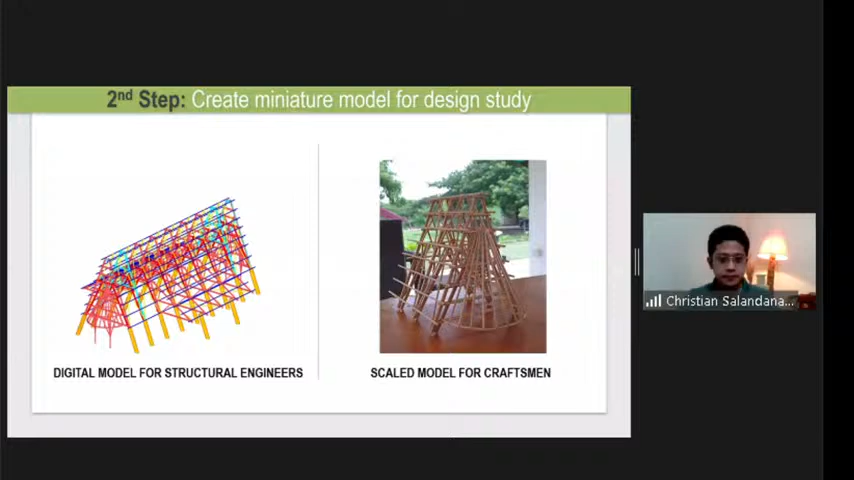 2nd Step: Create miniature model for design study
DIGITAL MODEL FOR STRUCTURAL ENGINEERS
SCALED MODEL FOR CRAFTSMEN
Christian Salandana...